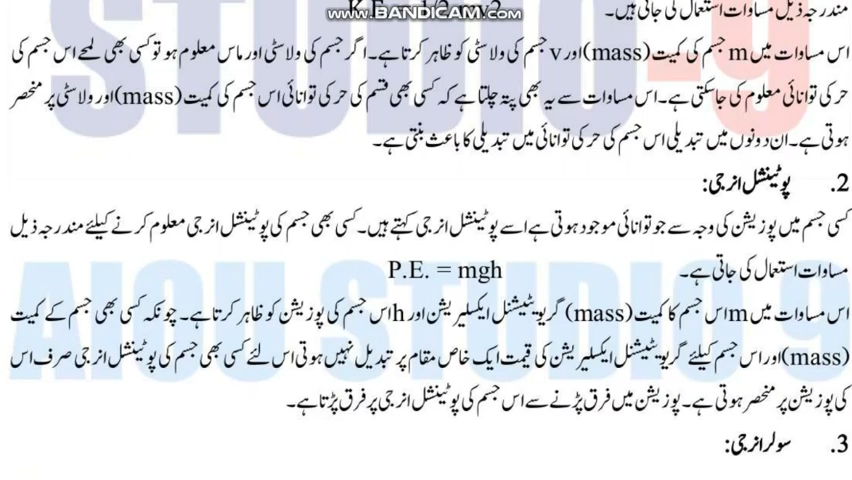 مندرجہ ذیل مساوات استعمال کی جاتی ہیں۔
www.BANDICAM.com
اس مساوات میں m جسم کی کمیت (mass) اور v جسم کی ولاسٹی کو ظاہر کرتا ہے۔ اگر جسم کی ولاسٹی اور ماس معلوم ہو تو کسی بھی لمحے اس جسم کی
حرکی توانائی معلوم کی جاسکتی ہے۔ اس مساوات سے یہ بھی پتہ چلتا ہے کہ کسی بھی قسم کی حرکی توانائی اس جسم کی کمیت (mass) اور ولاسٹی پر منحصر
ہوتی ہے۔ ان دونوں میں تبدیلی اس جسم کی حرکی توانائی میں تبدیلی کا باعث بنتی ہے۔
2. پوٹینشل انرجی:
کسی جسم میں پوزیشن کی وجہ سے جو توانائی موجود ہوتی ہے اسے پوٹینشل انرجی کہتے ہیں۔ کسی بھی جسم کی پوٹینشل انرجی معلوم کرنے کیلئے مندرجہ ذیل
مساوات استعمال کی جاتی ہے۔ P.E. = mgh
اس مساوات میں m اس جسم کا کمیت (mass) گریویٹیشنل ایکسلیریشن اور h اس جسم کی پوزیشن کو ظاہر کرتا ہے۔ چونکہ کسی بھی جسم کے کمیت
(mass) اور اس جسم کیلئے گریویٹیشنل ایکسلیریشن کی قیمت ایک خاص مقام پر تبدیل نہیں ہوتی اس لئے کسی بھی جسم کی پوٹینشل انرجی صرف اس
کی پوزیشن پر منحصر ہوتی ہے۔ پوزیشن میں فرق پڑنے سے اس جسم کی پوٹینشل انرجی پر فرق پڑتا ہے۔
3. سولر انرجی:
STUDIO-9
AIOU STUDIO 9